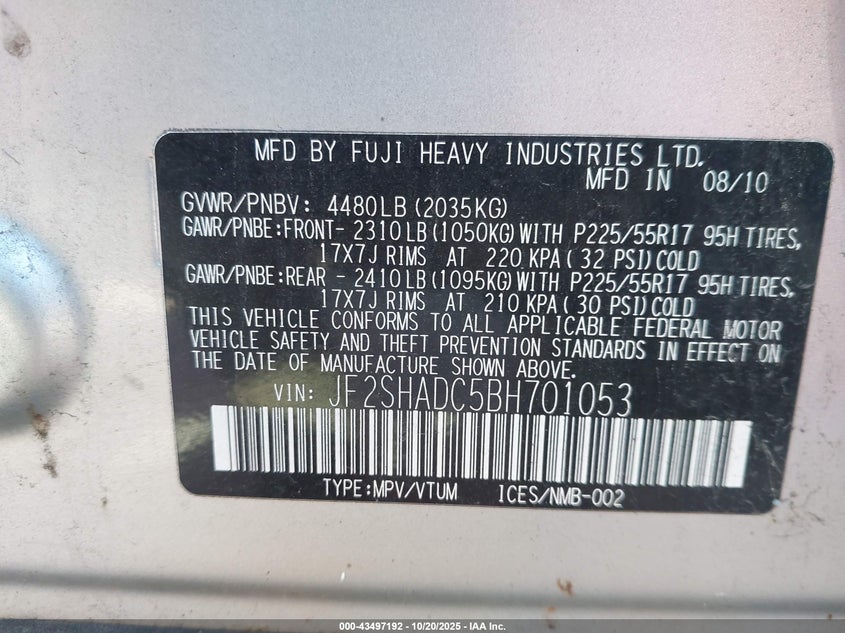 MFD BY FUJI HEAVY INDUSTRIES LTD.
MFD IN 08/10
GVWR/PNBV: 4480LB (2035KG)
GAWR/PNBE:FRONT- 2310LB (1050KG) WITH P225/55R17 95H TIRES,
17X7J RIMS AT 220 KPA ( 32 PSI) COLD
GAWR/PNBE:REAR - 2410LB (1095KG) WITH P225/55R17 95H TIRES,
17X7J RIMS AT 210 KPA ( 30 PSI) COLD
THIS VEHICLE CONFORMS TO ALL APPLICABLE FEDERAL MOTOR
VEHICLE SAFETY AND THEFT PREVENTION STANDARDS IN EFFECT ON
THE DATE OF MANUFACTURE SHOWN ABOVE.
VIN: JF2SHADC5BH701053
TYPE:MPV/VTUM ICES/NMB-002
000-43497192 - 10/20/2025 - IAA Inc.